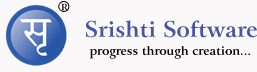 सृ ®
Srishti Software
progress through creation...